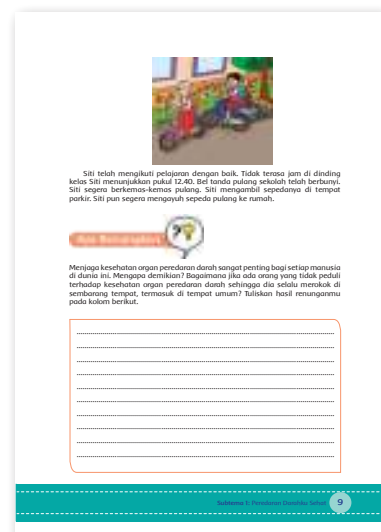 Siti telah mengikuti pelajaran dengan baik. Tidak terasa jam di dinding
kelas Siti menunjukkan pukul 12.40. Bel tanda pulang sekolah telah berbunyi.
Siti segera berkemas-kemas pulang. Siti mengambil sepedanya di tempat
parkir. Siti pun segera mengayuh sepeda pulang ke rumah.
Ayo Renungkan
Menjaga kesehatan organ peredaran darah sangat penting bagi setiap manusia
di dunia ini. Mengapa demikian? Bagaimana jika ada orang yang tidak peduli
terhadap kesehatan organ peredaran darah sehingga dia selalu merokok di
sembarang tempat, termasuk di tempat umum? Tuliskan hasil renunganmu
pada kolom berikut.
Subtema 1: Peredaran Darahku Sehat 9